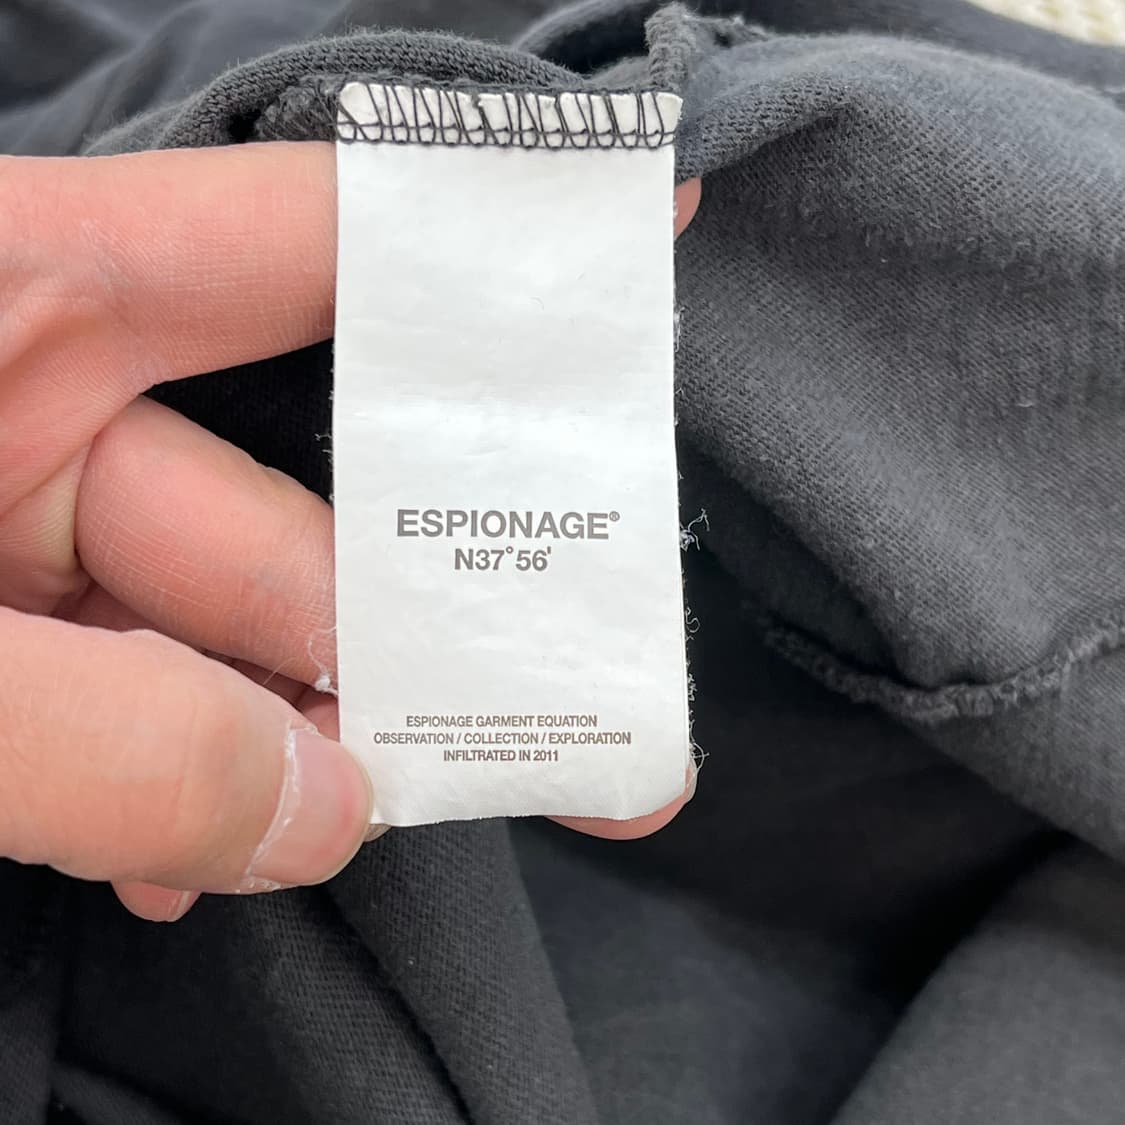 ESPIONAGE®
N37°56'
ESPIONAGE GARMENT EQUATION
OBSERVATION / COLLECTION / EXPLORATION
INFILTRATED IN 2011